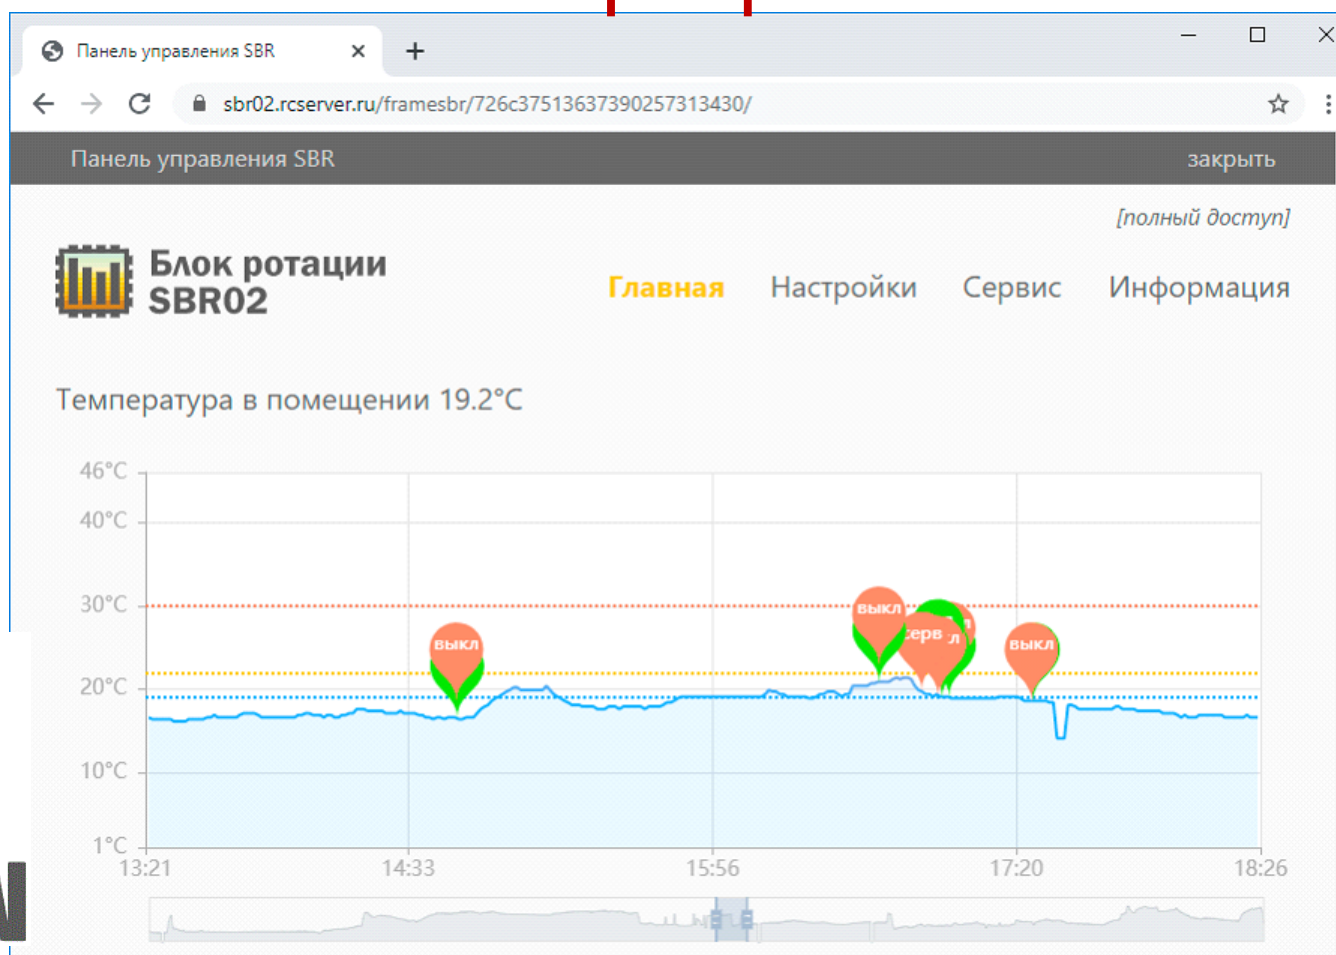 Панель управления SBR
sbr02.rcserver.ru/framesbr/726c37513637390257313430/
Панель управления SBR
закрыть
[полный доступ]
Блок ротации
SBR02
Главная
Настройки
Сервис
Информация
Температура в помещении 19.2°C
46°C
40°C
30°C
20°C
10°C
1°C
выкл
выкл
серв
выкл
13:21
14:33
15:56
17:20
18:26